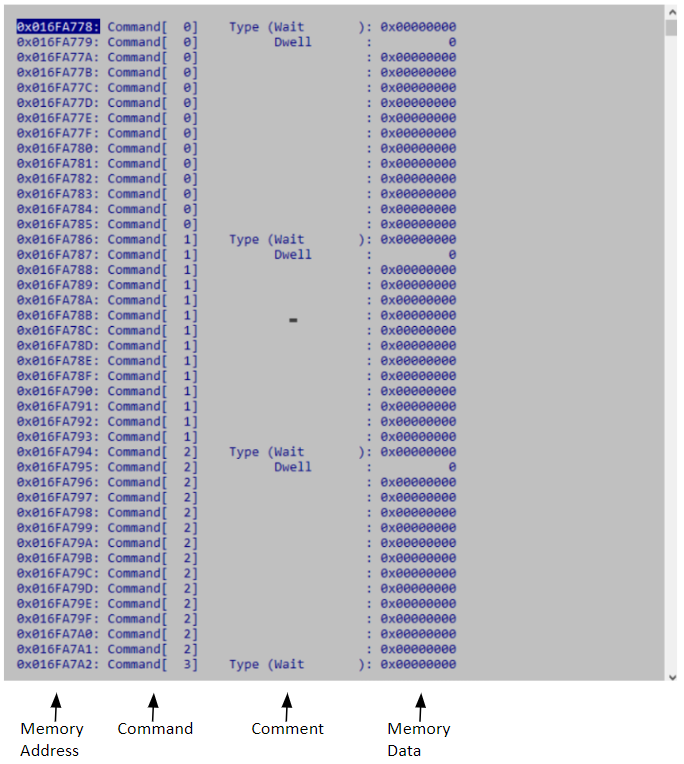 0x016FA778: Command[  0]    Type (Wait       ): 0x00000000
0x016FA779: Command[  0]          Dwell       :          0
0x016FA77A: Command[  0]                      : 0x00000000
0x016FA77B: Command[  0]                      : 0x00000000
0x016FA77C: Command[  0]                      : 0x00000000
0x016FA77D: Command[  0]                      : 0x00000000
0x016FA77E: Command[  0]                      : 0x00000000
0x016FA77F: Command[  0]                      : 0x00000000
0x016FA780: Command[  0]                      : 0x00000000
0x016FA781: Command[  0]                      : 0x00000000
0x016FA782: Command[  0]                      : 0x00000000
0x016FA783: Command[  0]                      : 0x00000000
0x016FA784: Command[  0]                      : 0x00000000
0x016FA785: Command[  0]                      : 0x00000000
0x016FA786: Command[  1]    Type (Wait       ): 0x00000000
0x016FA787: Command[  1]          Dwell       :          0
0x016FA788: Command[  1]                      : 0x00000000
0x016FA789: Command[  1]                      : 0x00000000
0x016FA78A: Command[  1]                      : 0x00000000
0x016FA78B: Command[  1]                      : 0x00000000
0x016FA78C: Command[  1]                      : 0x00000000
0x016FA78D: Command[  1]                      : 0x00000000
0x016FA78E: Command[  1]                      : 0x00000000
0x016FA78F: Command[  1]                      : 0x00000000
0x016FA790: Command[  1]                      : 0x00000000
0x016FA791: Command[  1]                      : 0x00000000
0x016FA792: Command[  1]                      : 0x00000000
0x016FA793: Command[  1]                      : 0x00000000
0x016FA794: Command[  2]    Type (Wait       ): 0x00000000
0x016FA795: Command[  2]          Dwell       :          0
0x016FA796: Command[  2]                      : 0x00000000
0x016FA797: Command[  2]                      : 0x00000000
0x016FA798: Command[  2]                      : 0x00000000
0x016FA799: Command[  2]                      : 0x00000000
0x016FA79A: Command[  2]                      : 0x00000000
0x016FA79B: Command[  2]                      : 0x00000000
0x016FA79C: Command[  2]                      : 0x00000000
0x016FA79D: Command[  2]                      : 0x00000000
0x016FA79E: Command[  2]                      : 0x00000000
0x016FA79F: Command[  2]                      : 0x00000000
0x016FA7A0: Command[  2]                      : 0x00000000
0x016FA7A1: Command[  2]                      : 0x00000000
0x016FA7A2: Command[  3]    Type (Wait       ): 0x00000000
Memory Address
Command
Comment
Memory Data